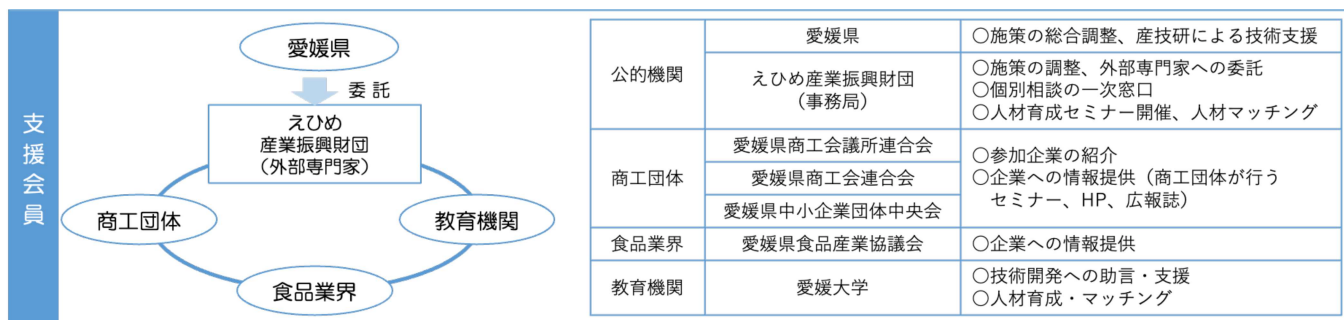 支援会員
愛媛県
委託
えひめ
産業振興財団
（外部専門家）
商工団体
教育機関
食品業界
公的機関
愛媛県
〇施策の総合調整、産技研による技術支援
えひめ産業振興財団
（事務局）
〇施策の調整、外部専門家への委託
〇個別相談の一次窓口
〇人材育成セミナー開催、人材マッチング
商工団体
愛媛県商工会議所連合会
愛媛県商工会連合会
愛媛県中小企業団体中央会
〇参加企業の紹介
〇企業への情報提供（商工団体が行う
セミナー、HP、広報誌）
食品業界
愛媛県食品産業協議会
〇企業への情報提供
教育機関
愛媛大学
〇技術開発への助言・支援
〇人材育成・マッチング